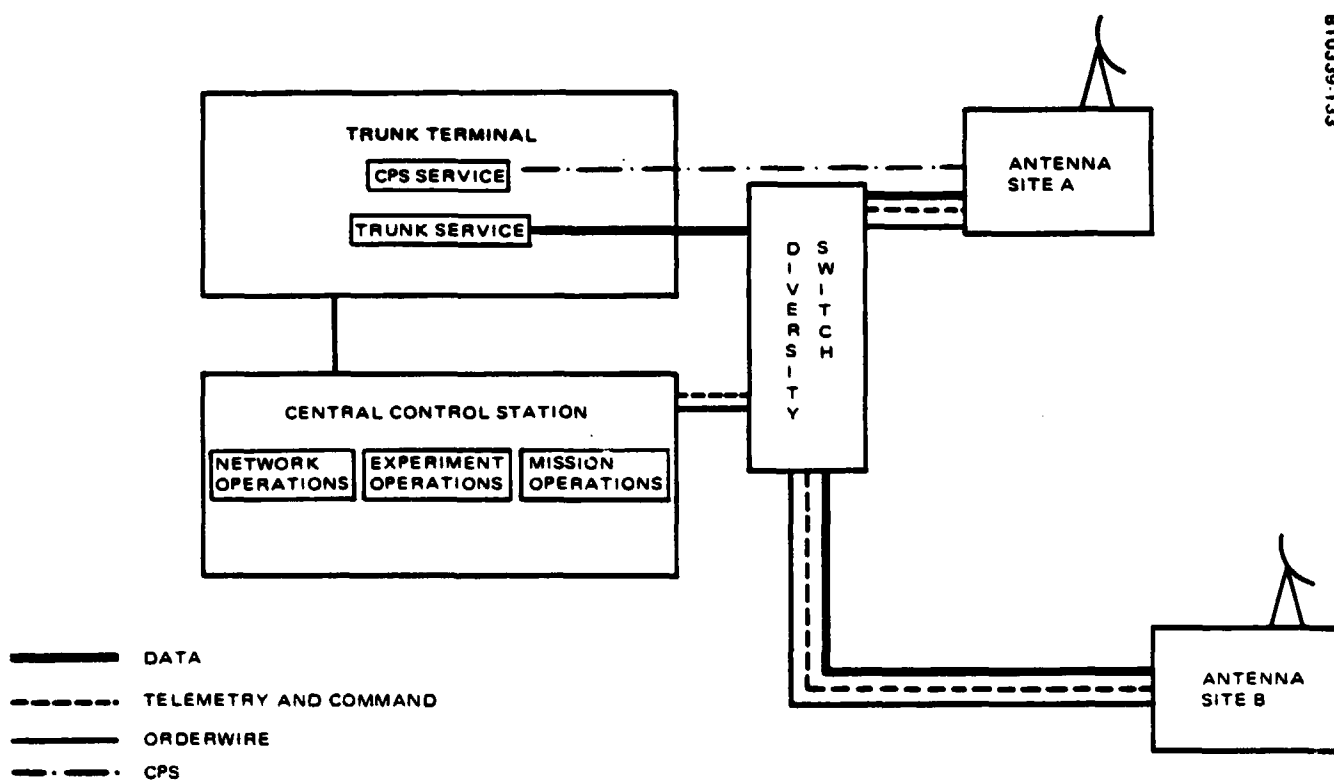 TRUNK TERMINAL
CPS SERVICE
TRUNK SERVICE
DIVERSITY
SWITCH
ANTENNA
SITE A
CENTRAL CONTROL STATION
NETWORK
OPERATIONS
EXPERIMENT
OPERATIONS
MISSION
OPERATIONS
ANTENNA
SITE B
DATA
TELEMETRY AND COMMAND
ORDERWIRE
CPS